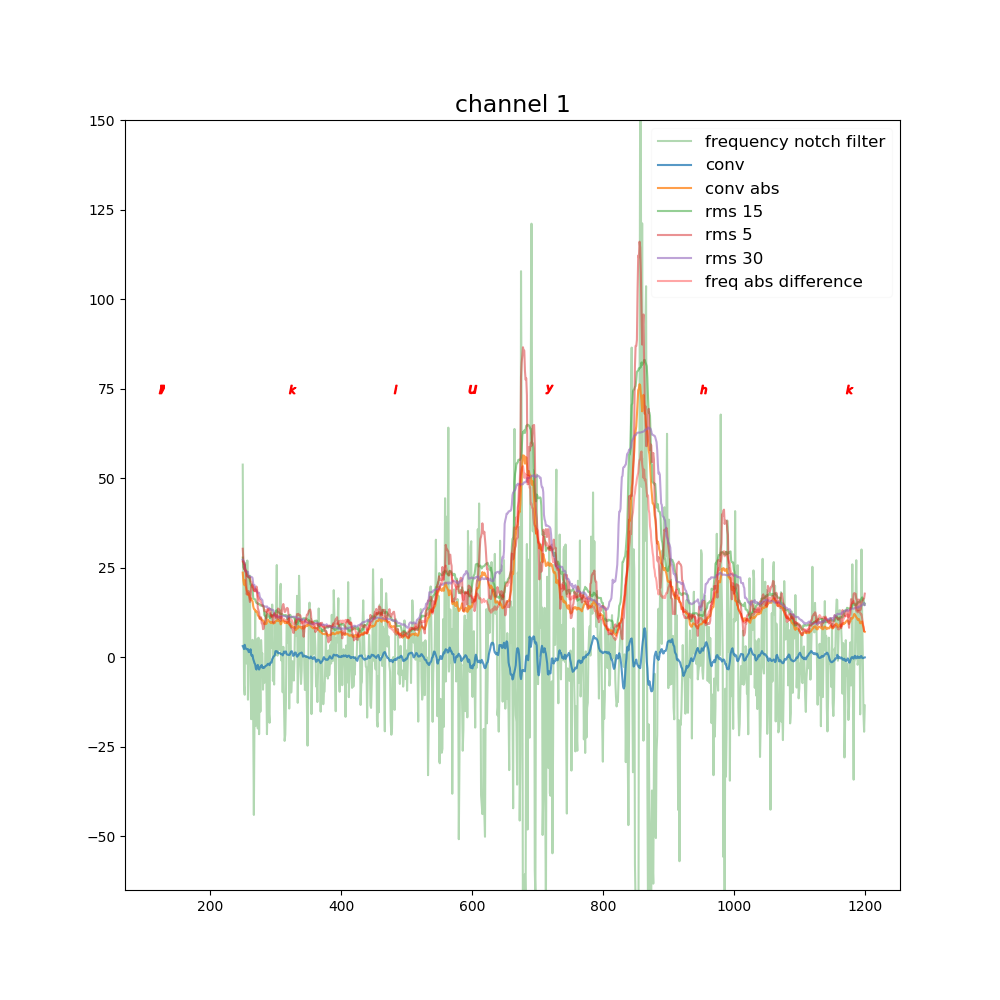 channel 1
150
125
100
75
50
25
0
−25
−50
frequency notch filter
conv
conv abs
rms 15
rms 5
rms 30
freq abs difference
k l u y h k
200 400 600 800 1000 1200